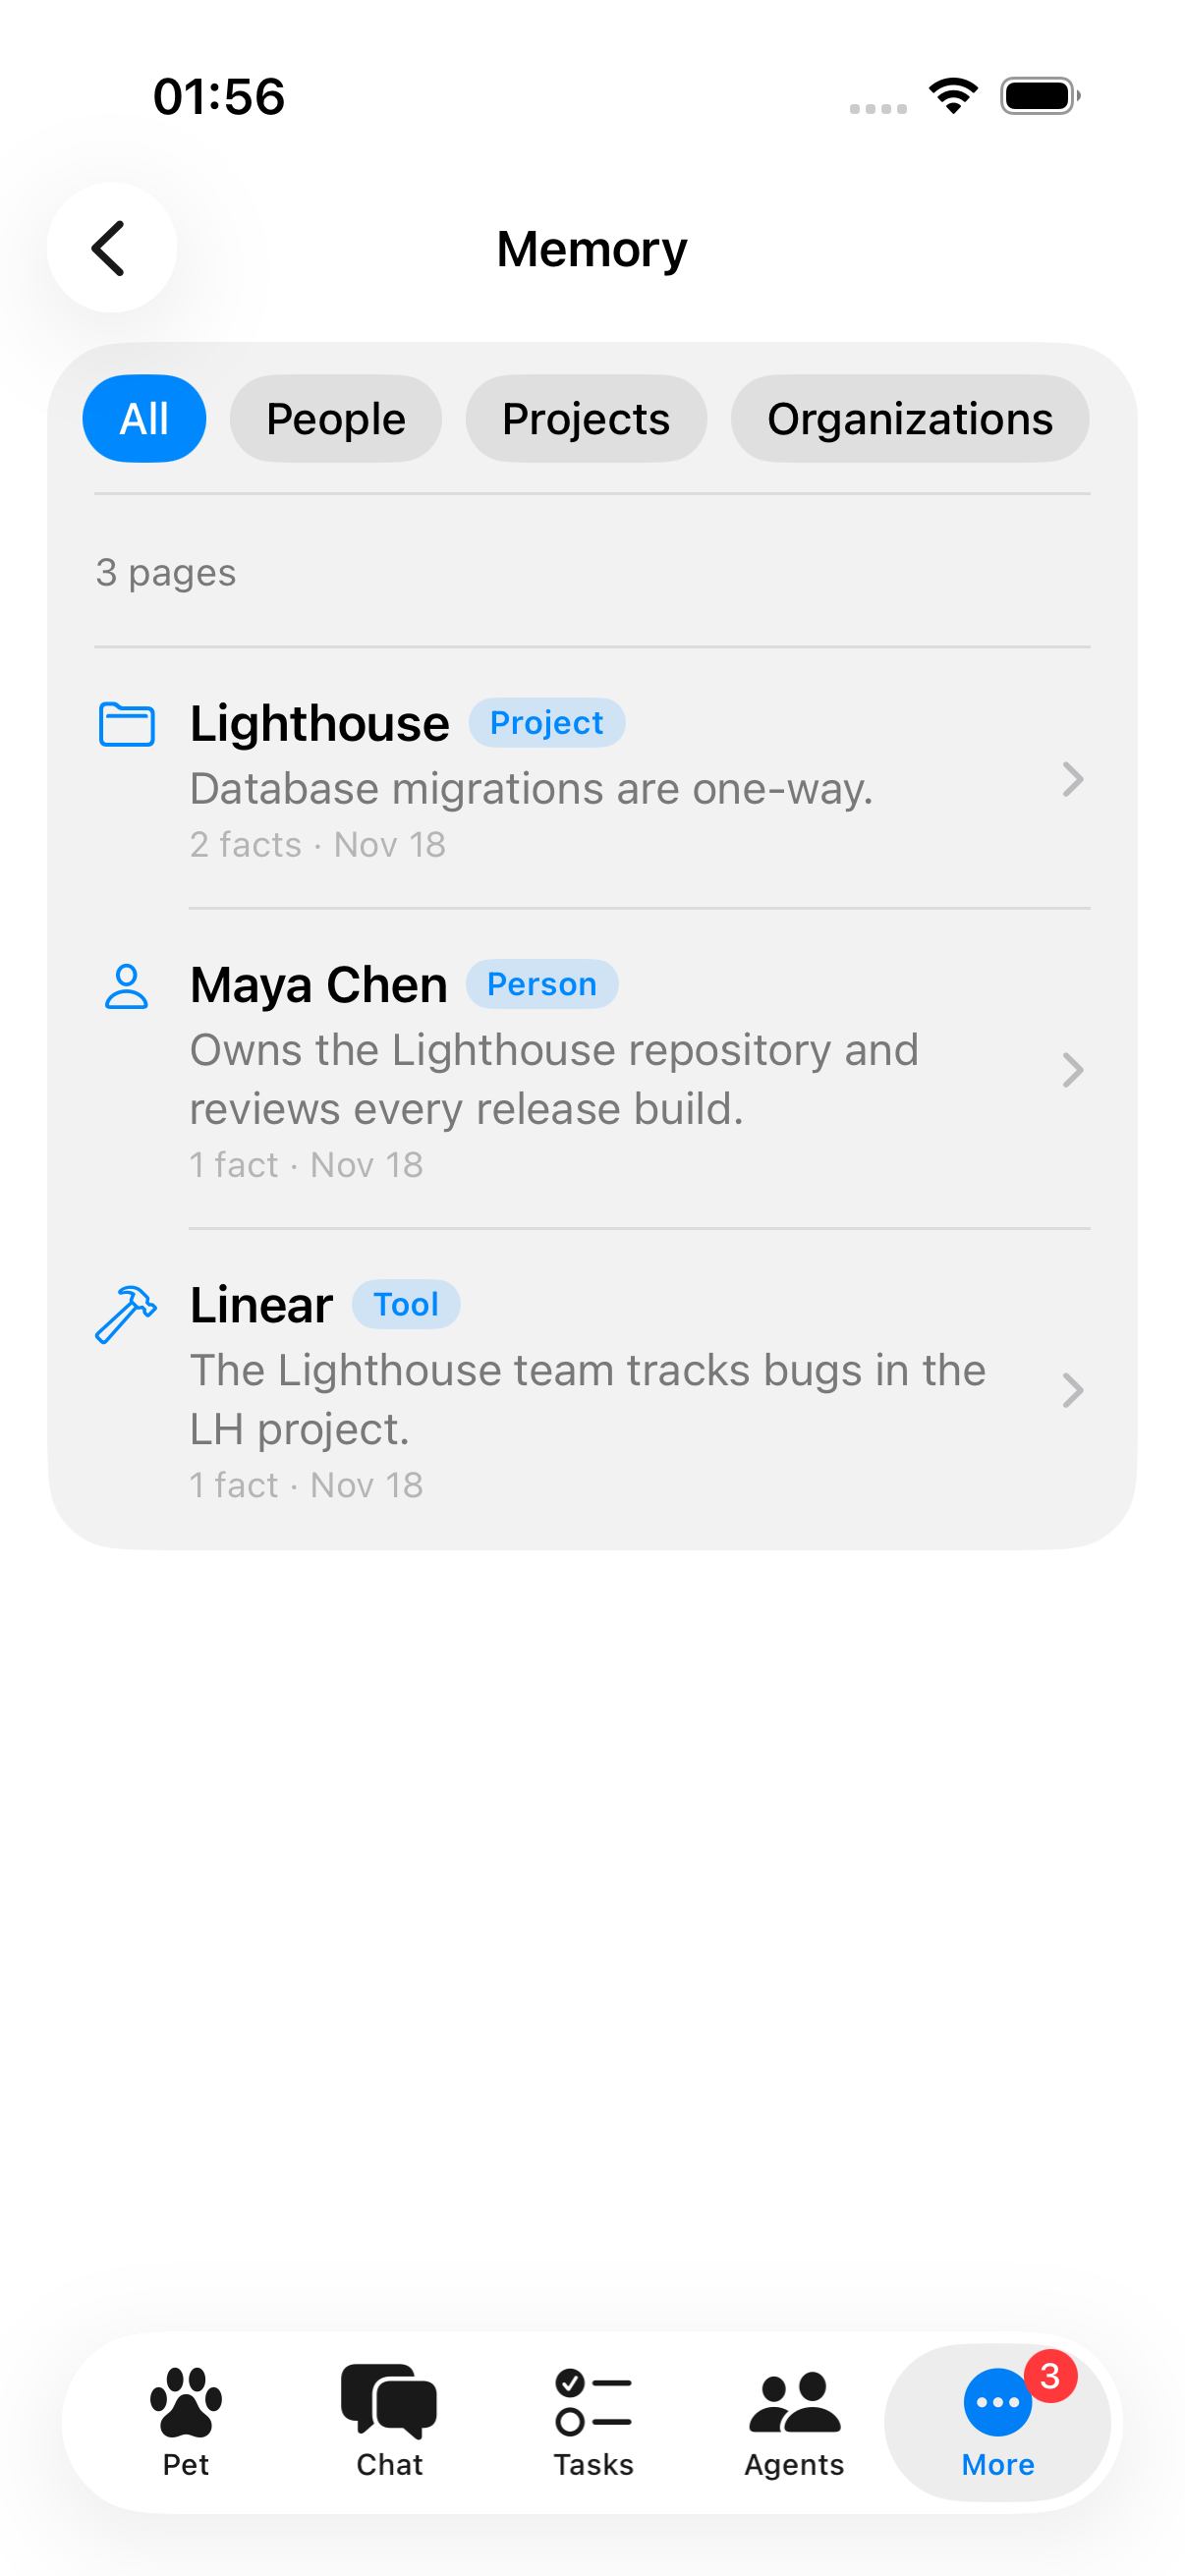 01:56
Memory
All People Projects Organizations
3 pages
Lighthouse Project
Database migrations are one-way.
2 facts · Nov 18
Maya Chen Person
Owns the Lighthouse repository and
reviews every release build.
1 fact · Nov 18
Linear Tool
The Lighthouse team tracks bugs in the
LH project.
1 fact · Nov 18
3
Pet Chat Tasks Agents More